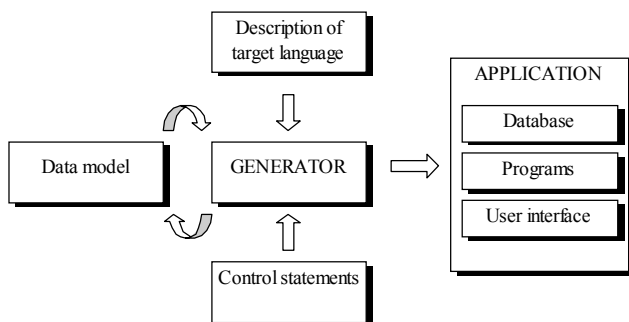 Description of
target language
APPLICATION
Database
Data model
GENERATOR
Programs
User interface
Control statements